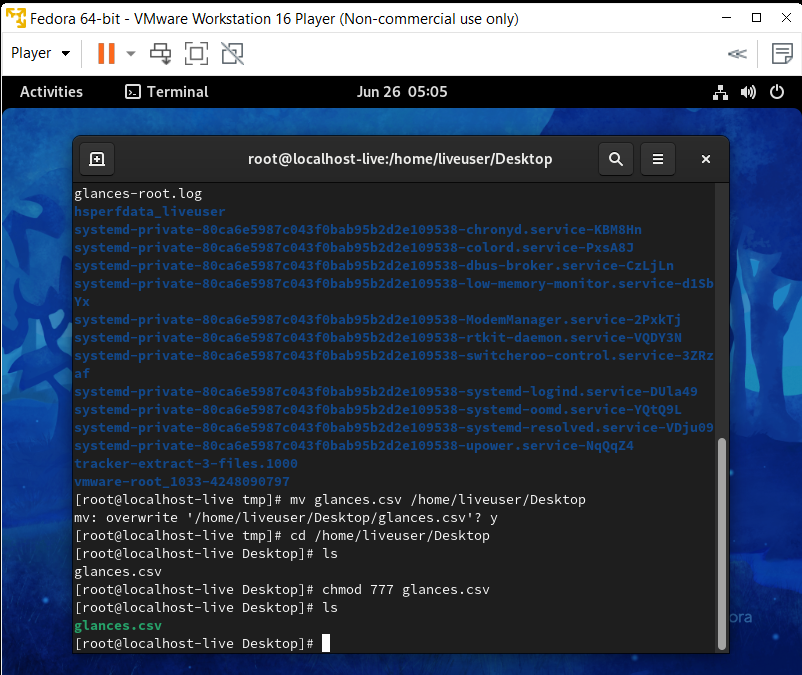 Fedora 64-bit - VMware Workstation 16 Player (Non-commercial use only)
Player
Activities
Terminal
Jun 26 05:05
root@localhost-live:/home/liveuser/Desktop
glances-root.log
hsperfdata_liveuser
systemd-private-80ca6e5987c043f0bab95b2d2e109538-chronyd.service-KBM8Hn
systemd-private-80ca6e5987c043f0bab95b2d2e109538-colord.service-PxsA8J
systemd-private-80ca6e5987c043f0bab95b2d2e109538-dbus-broker.service-CzLjLn
systemd-private-80ca6e5987c043f0bab95b2d2e109538-low-memory-monitor.service-d1Sb
Yx
systemd-private-80ca6e5987c043f0bab95b2d2e109538-ModemManager.service-2PxkTj
systemd-private-80ca6e5987c043f0bab95b2d2e109538-rtkit-daemon.service-VQDY3N
systemd-private-80ca6e5987c043f0bab95b2d2e109538-switcheroo-control.service-3ZRz
af
systemd-private-80ca6e5987c043f0bab95b2d2e109538-systemd-logind.service-DUla49
systemd-private-80ca6e5987c043f0bab95b2d2e109538-systemd-oomd.service-YQtQ9L
systemd-private-80ca6e5987c043f0bab95b2d2e109538-systemd-resolved.service-VDju09
systemd-private-80ca6e5987c043f0bab95b2d2e109538-upower.service-NqQqZ4
tracker-extract-3-files.1000
vmware-root_1033-4248090797
[root@localhost-live tmp]# mv glances.csv /home/liveuser/Desktop
mv: overwrite '/home/liveuser/Desktop/glances.csv'? y
[root@localhost-live tmp]# cd /home/liveuser/Desktop
[root@localhost-live Desktop]# ls
glances.csv
[root@localhost-live Desktop]# chmod 777 glances.csv
[root@localhost-live Desktop]# ls
glances.csv
[root@localhost-live Desktop]#
ora